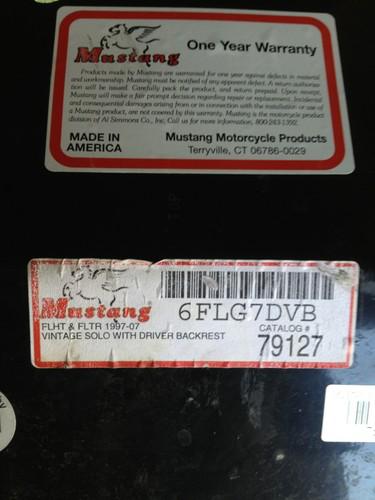 Mustang
One Year Warranty
Products made by Mustang are warranted for one year against defects in material
and workmanship. Mustang must be notified of any apparent defect. A return authoriza-
tion will be issued. Carefully pack the product, and return prepaid. Upon receipt,
Mustang will make a fair prompt decision regarding repair or replacement. Incidental
and consequential damages arising from or in connection with the installation or use of
a Mustang product, are not covered by this warranty. Mustang is the motorcycle product
division of Al Simmons Co., Inc. Call us for more information, 800-243-1392.
MADE IN
AMERICA
Mustang Motorcycle Products
Terryville, CT 06786-0029
Mustang
6FLG7DVB
FLHT & FLTR 1997-07
CATALOG #
VINTAGE SOLO WITH DRIVER BACKREST
79127